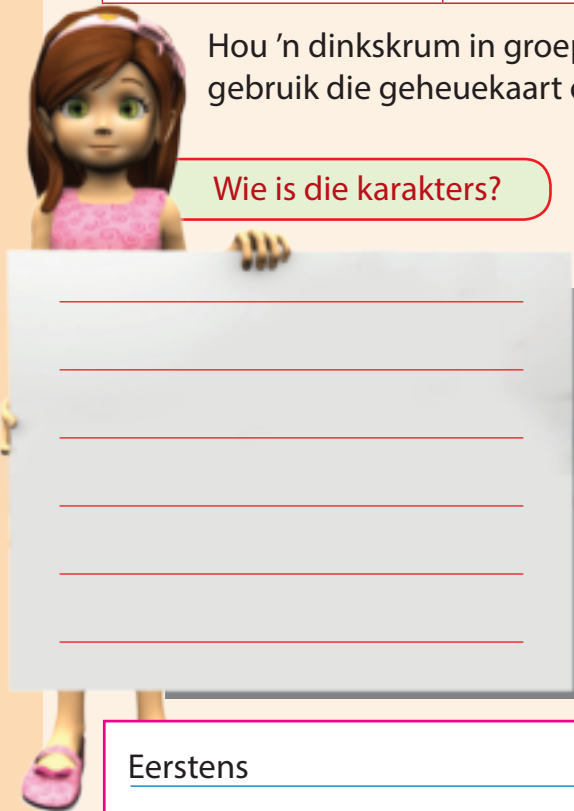 Hou 'n dinkskrum in groep
gebruik die geheuekaart
Wie is die karakters?
Eerstens